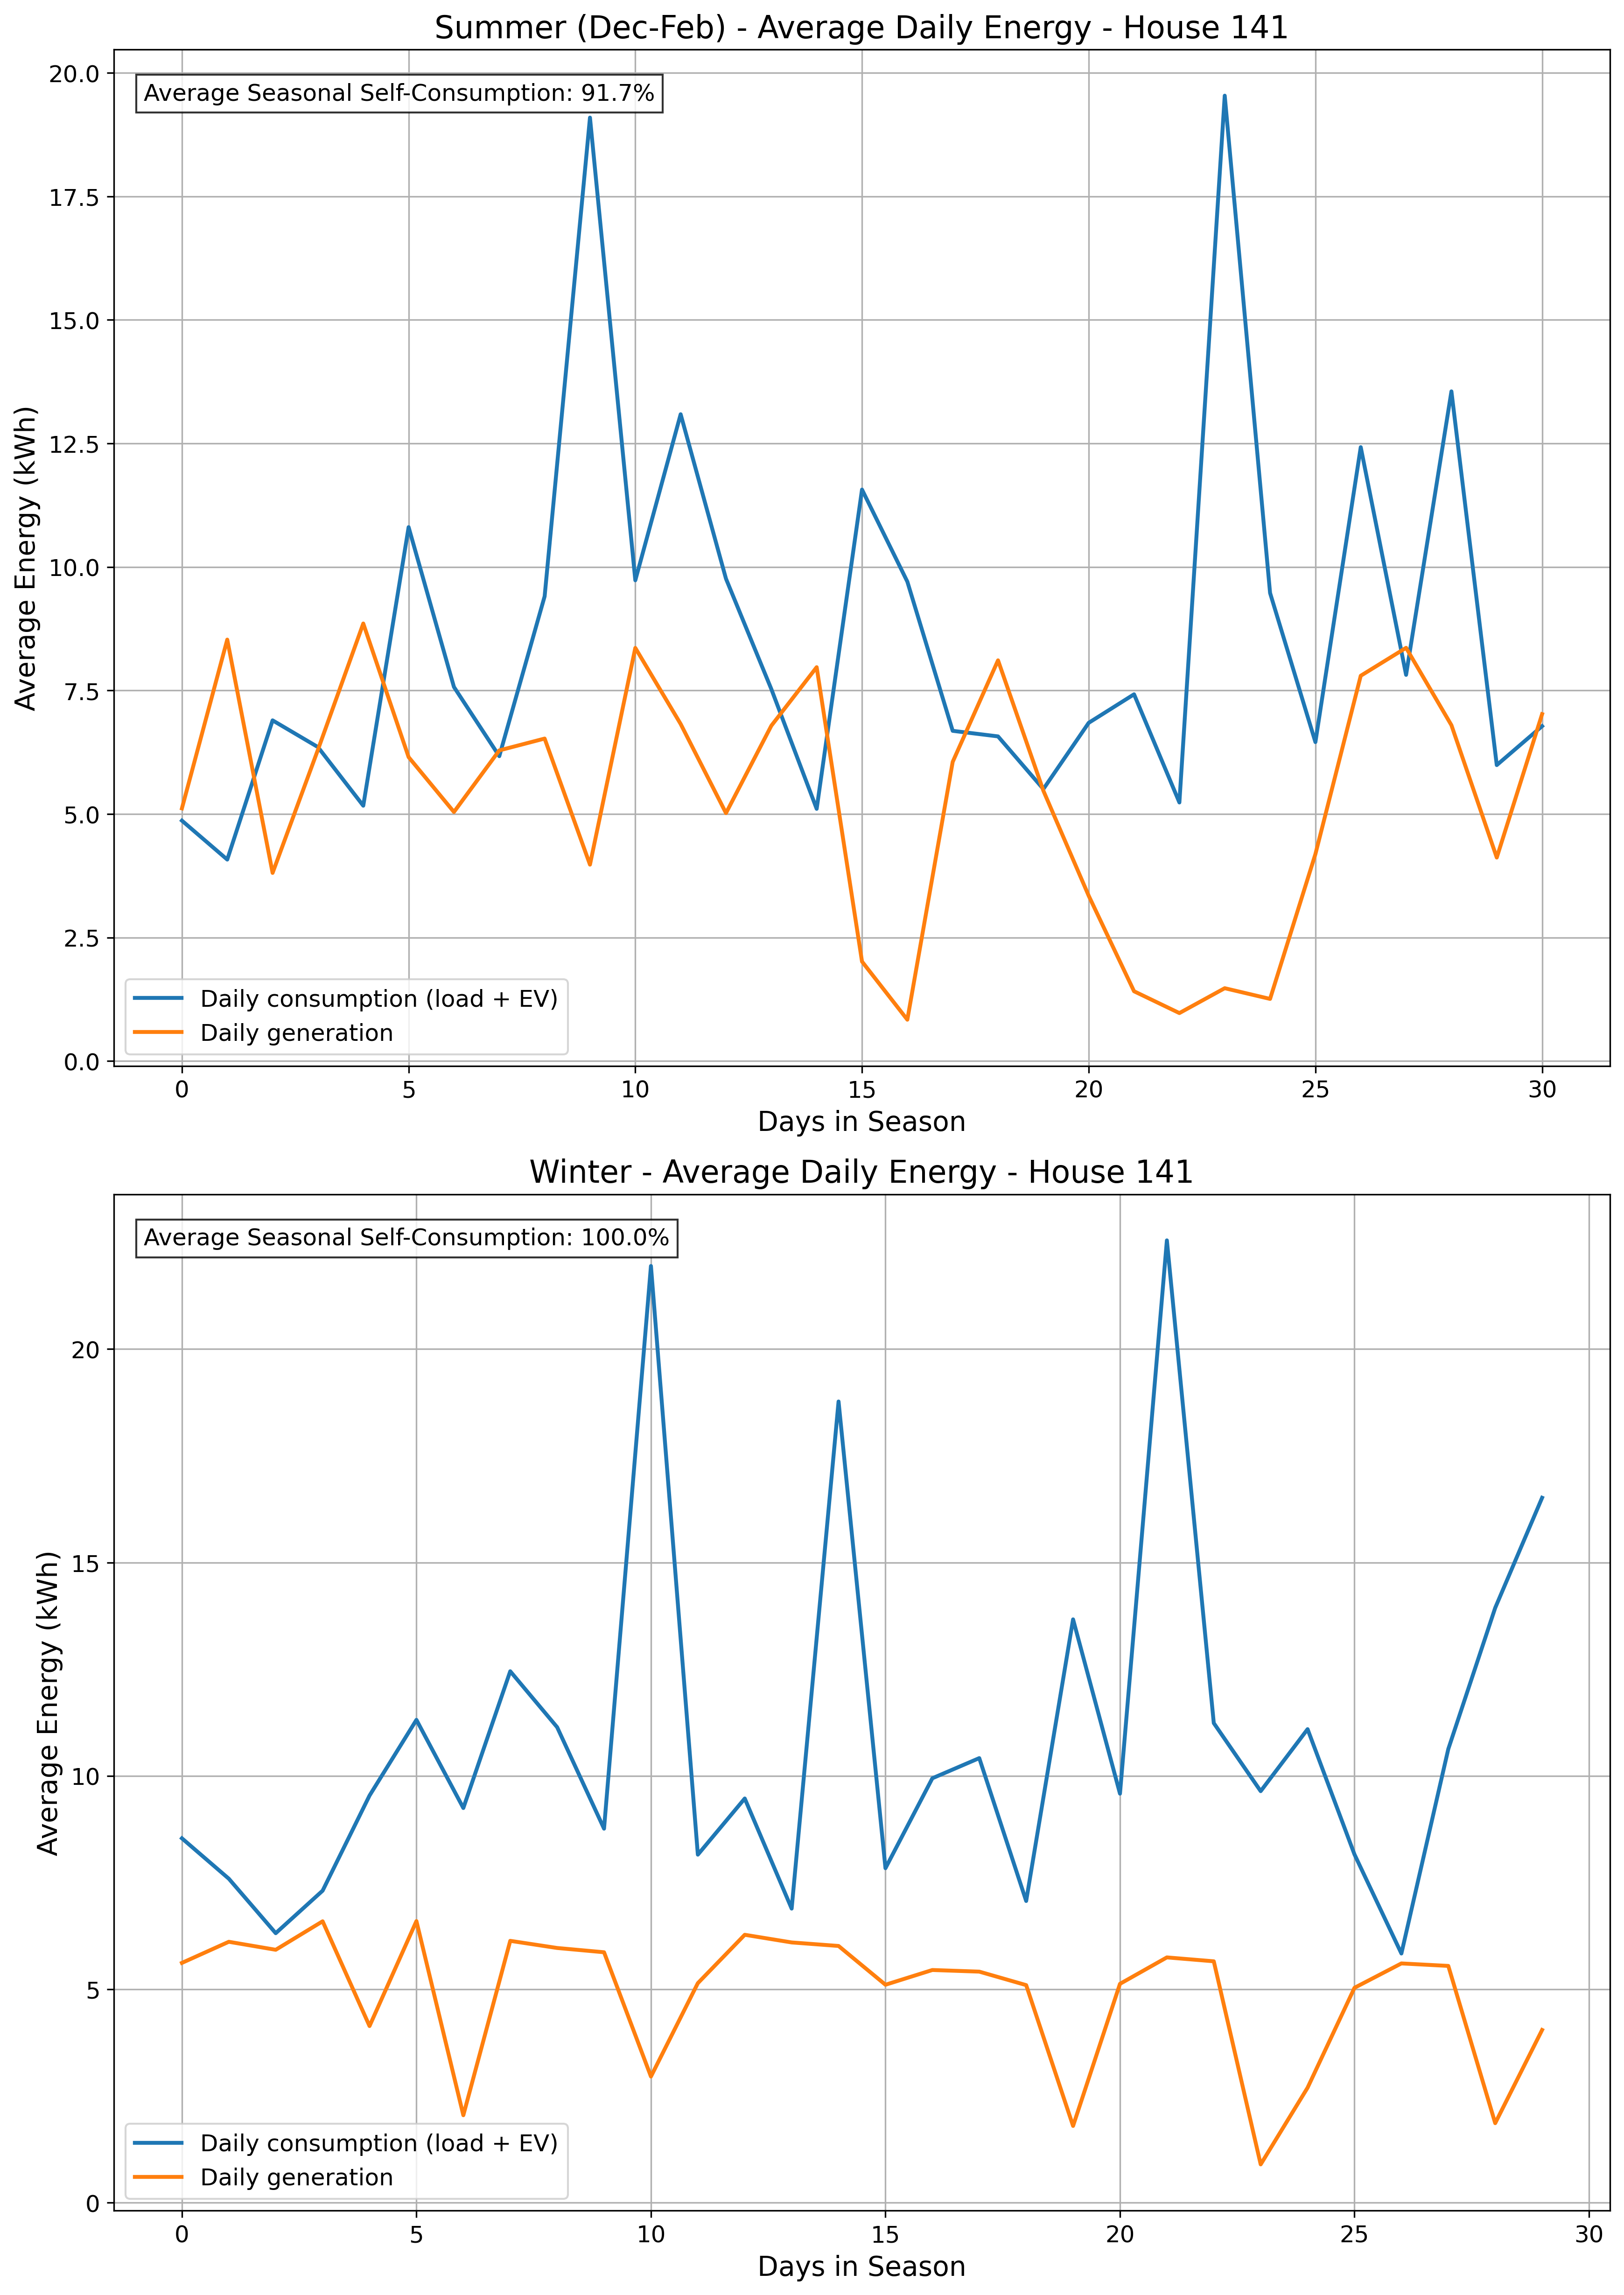 Summer (Dec-Feb) - Average Daily Energy - House 141
Average Seasonal Self-Consumption: 91.7%
Average Energy (kWh)
20.0
17.5
15.0
12.5
10.0
7.5
5.0
2.5
0.0
Daily consumption (load + EV)
Daily generation
0 5 10 15 20 25 30
Days in Season
Winter - Average Daily Energy - House 141
Average Seasonal Self-Consumption: 100.0%
Average Energy (kWh)
20
15
10
5
0
Daily consumption (load + EV)
Daily generation
0 5 10 15 20 25 30
Days in Season